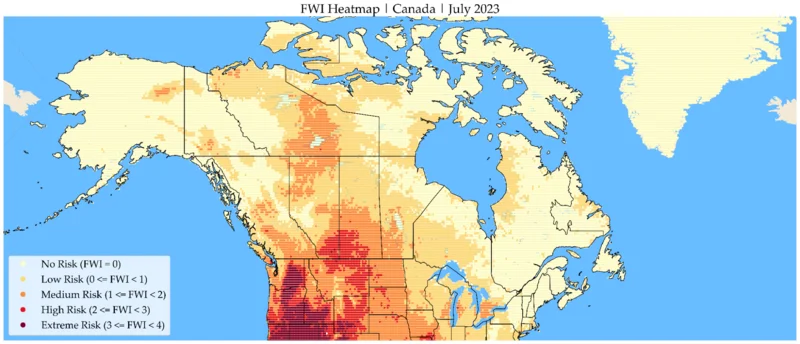 FWI Heatmap | Canada | July 2023
No Risk (FWI = 0)
Low Risk (0 <= FWI < 1)
Medium Risk (1 <= FWI < 2)
High Risk (2 <= FWI < 3)
Extreme Risk (3 <= FWI < 4)